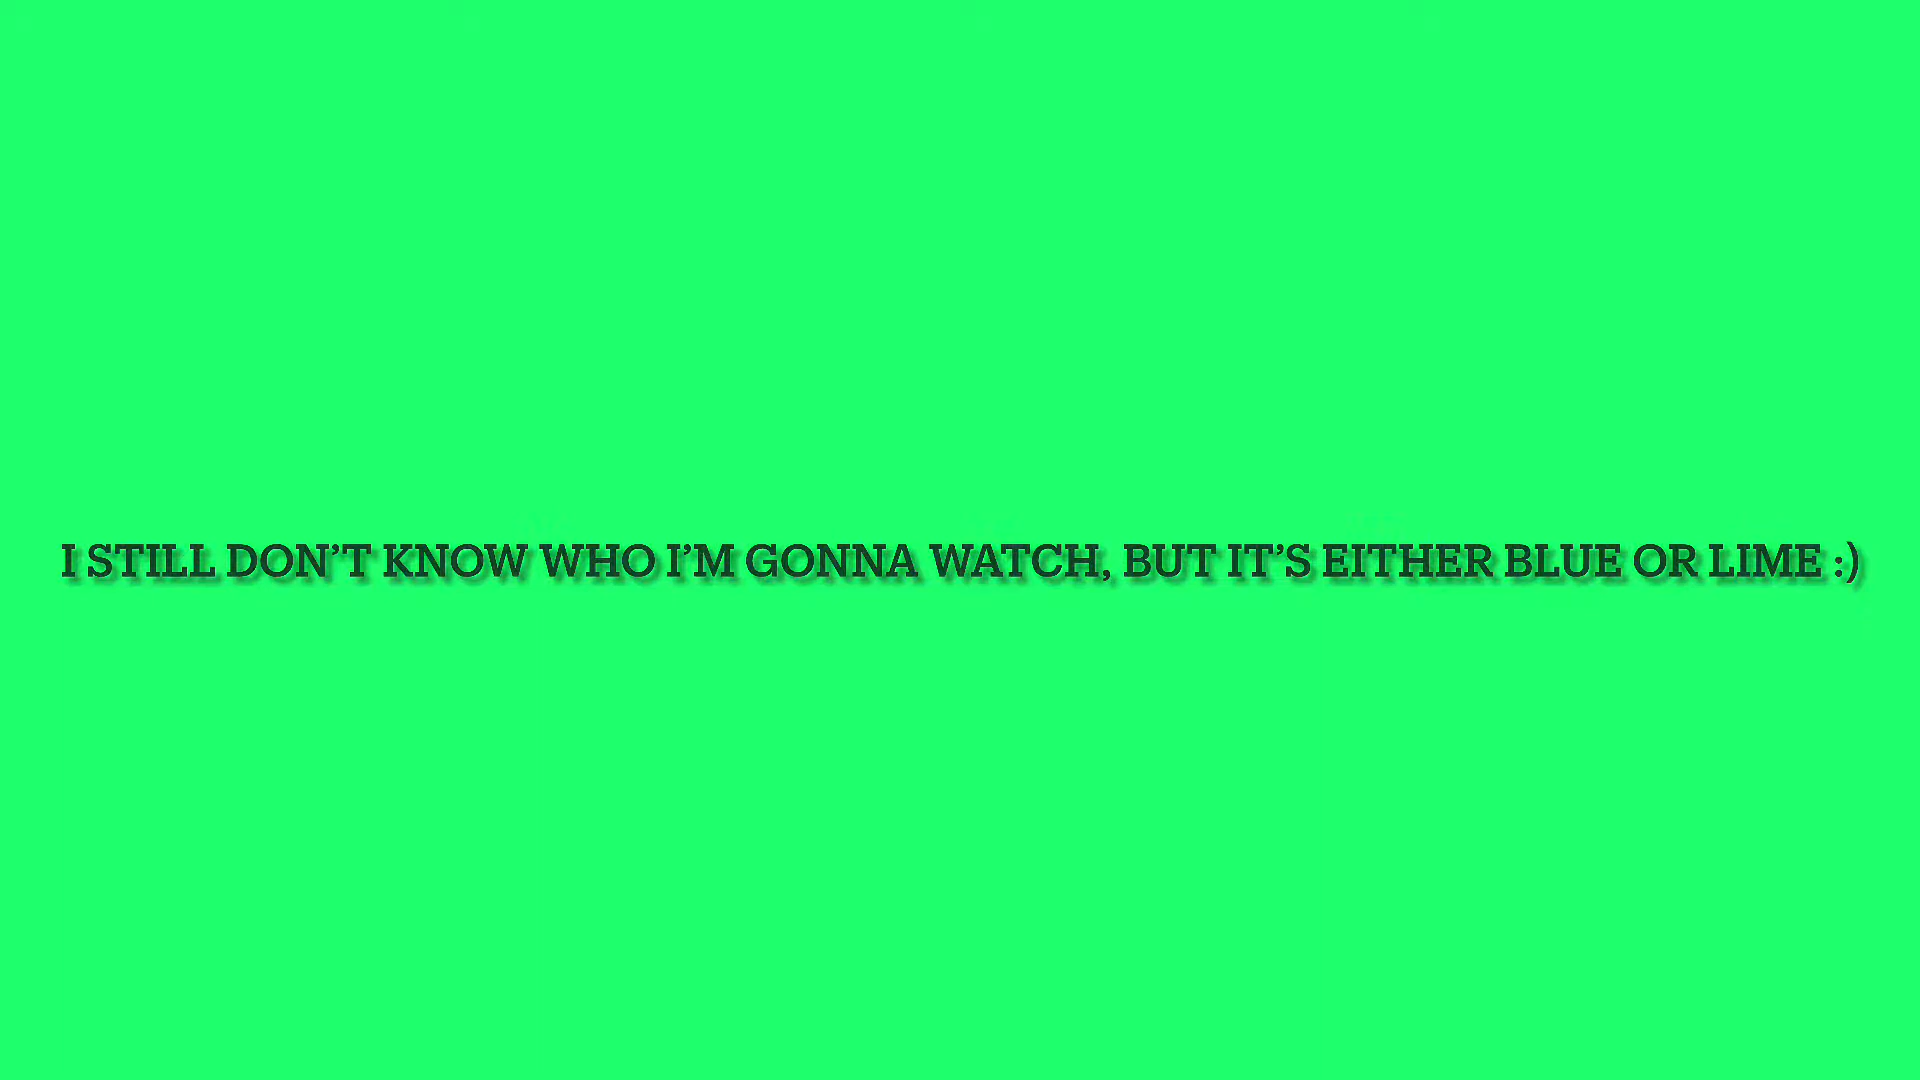 I STILL DON’T KNOW WHO I’M GONNA WATCH, BUT IT’S EITHER BLUE OR LIME :)